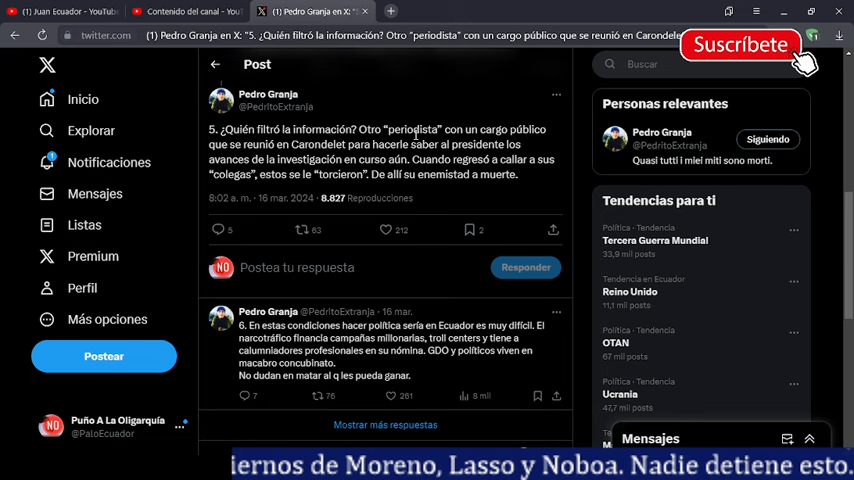 (1) Juan Ecuador - YouTube
Contenido del canal - YouT
(1) Pedro Granja en X: "5
twitter.com
(1) Pedro Granja en X: "5. ¿Quién filtró la información? Otro "periodista" con un cargo público que se reunió en Carondelet para hacerle saber
Suscríbete
Inicio
Explorar
Notificaciones
1
Mensajes
Listas
Premium
Perfil
Más opciones
Postear
NO
Puño A La Oligarquía
@PaloEcuador
Post
Pedro Granja
@PedritoExtranja
5. ¿Quién filtró la información? Otro "periodista" con un cargo público
que se reunió en Carondelet para hacerle saber al presidente los
avances de la investigación en curso aún. Cuando regresó a callar a sus
"colegas", estos se le "torcieron". De allí su enemistad a muerte.
8:02 a. m. · 16 mar. 2024 · 8.827 Reproducciones
5
63
212
2
NO
Postea tu respuesta
Responder
Pedro Granja @PedritoExtranja · 16 mar.
6. En estas condiciones hacer política seria en Ecuador es muy difícil. El
narcotráfico financia campañas millonarias, troll centers y tiene a
calumniadores profesionales en su nómina. GDO y políticos viven en
macabro concubinato.
No dudan en matar al q les pueda ganar.
7
76
261
8 mil
Mostrar más respuestas
Buscar
Personas relevantes
Pedro Granja
@PedritoExtranja
Siguiendo
Quasi tutti i miei miti sono morti.
Tendencias para ti
Política · Tendencia
Tercera Guerra Mundial
33,9 mil posts
Tendencia en Ecuador
Reino Unido
11,1 mil posts
Política · Tendencia
OTAN
67 mil posts
Política · Tendencia
Ucrania
47,7 mil posts
Mensajes
iernos de Moreno, Lasso y Noboa. Nadie detiene esto.